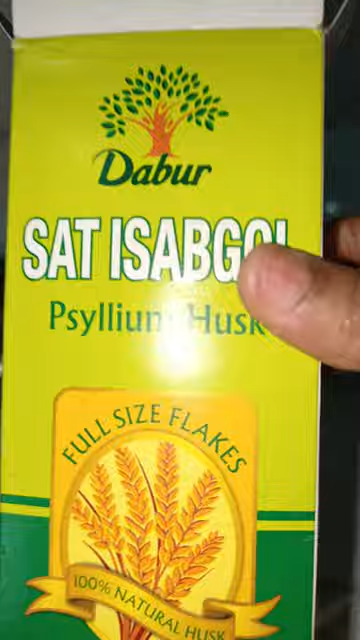 Dabur
SAT ISABGOL
Psyllium Husk
FULL SIZE FLAKES
100% NATURAL HUSK